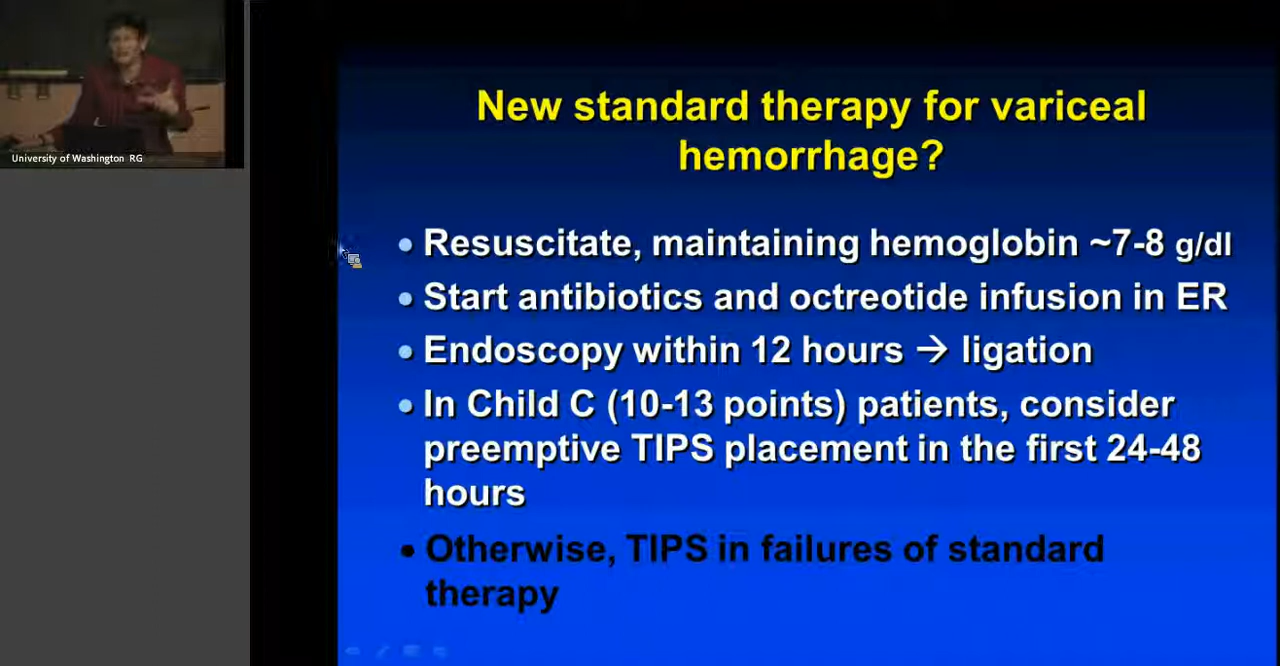 University of Washington RG
New standard therapy for variceal
hemorrhage?
• Resuscitate, maintaining hemoglobin ~7-8 g/dl
• Start antibiotics and octreotide infusion in ER
• Endoscopy within 12 hours → ligation
• In Child C (10-13 points) patients, consider
preemptive TIPS placement in the first 24-48
hours
• Otherwise, TIPS in failures of standard
therapy